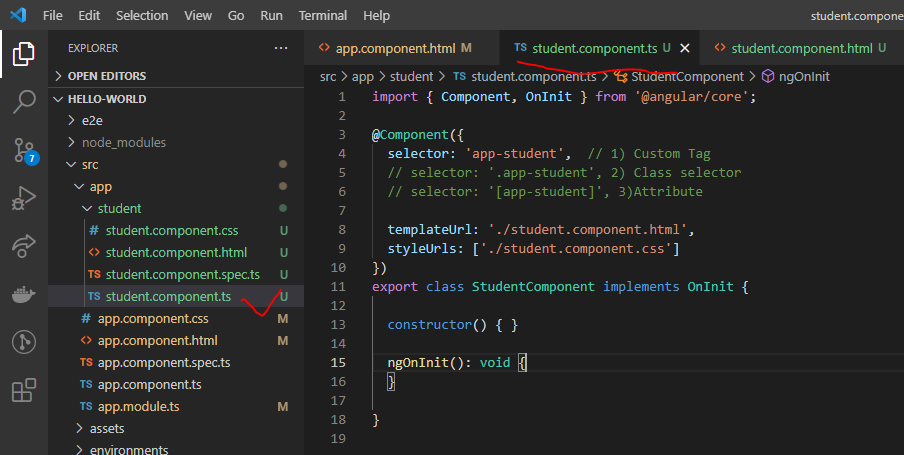 File Edit Selection View Go Run Terminal Help student.compone
EXPLORER ···
OPEN EDITORS
HELLO-WORLD
e2e
node_modules
7
src
app
student
# student.component.css U
<> student.component.html U
TS student.component.spec.ts U
TS student.component.ts U
# app.component.css M
<> app.component.html M
TS app.component.spec.ts
TS app.component.ts
TS app.module.ts M
assets
environments
<> app.component.html M TS student.component.ts U × <> student.component.html U
src > app > student > TS student.component.ts > StudentComponent > ngOnInit
1 import { Component, OnInit } from '@angular/core';
2
3 @Component({
4 selector: 'app-student', // 1) Custom Tag
5 // selector: '.app-student', 2) Class selector
6 // selector: '[app-student]', 3)Attribute
7
8 templateUrl: './student.component.html',
9 styleUrls: ['./student.component.css']
10 })
11 export class StudentComponent implements OnInit {
12
13 constructor() { }
14
15 ngOnInit(): void {
16 }
17
18 }
19